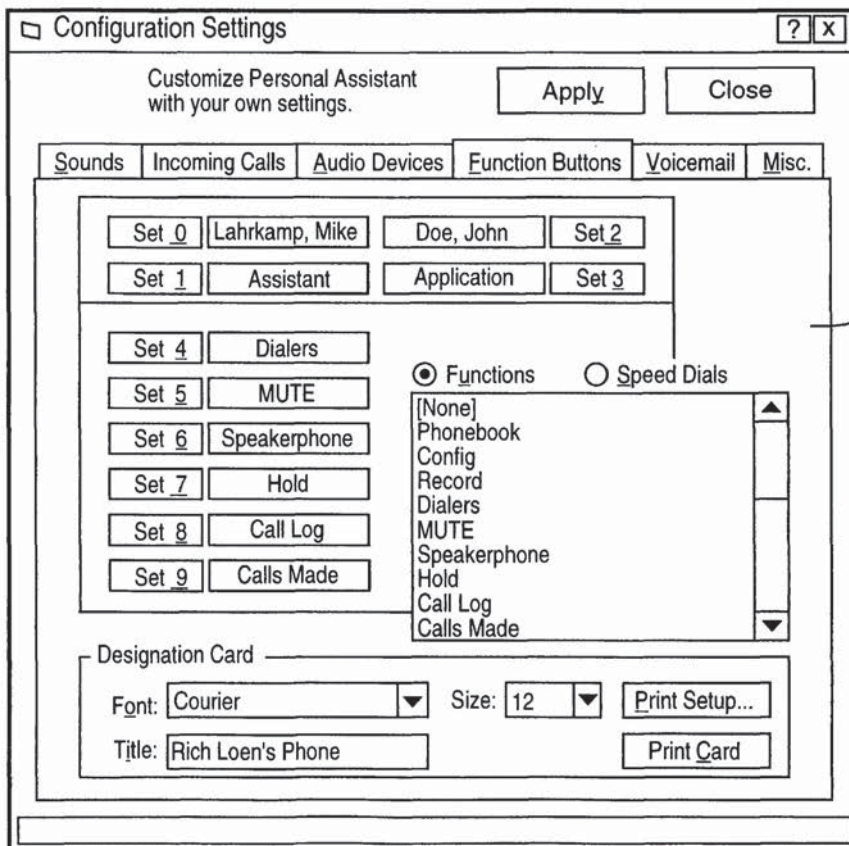 Configuration Settings ? X
Customize Personal Assistant
with your own settings.
Apply Close
Sounds Incoming Calls Audio Devices Function Buttons Voicemail Misc.
Set 0 Lahrkamp, Mike Doe, John Set 2
Set 1 Assistant Application Set 3
Set 4 Dialers
Set 5 MUTE
Set 6 Speakerphone
Set 7 Hold
Set 8 Call Log
Set 9 Calls Made
Functions Speed Dials
[None]
Phonebook
Config
Record
Dialers
MUTE
Speakerphone
Hold
Call Log
Calls Made
Designation Card
Font: Courier Size: 12 Print Setup...
Title: Rich Loen's Phone Print Card